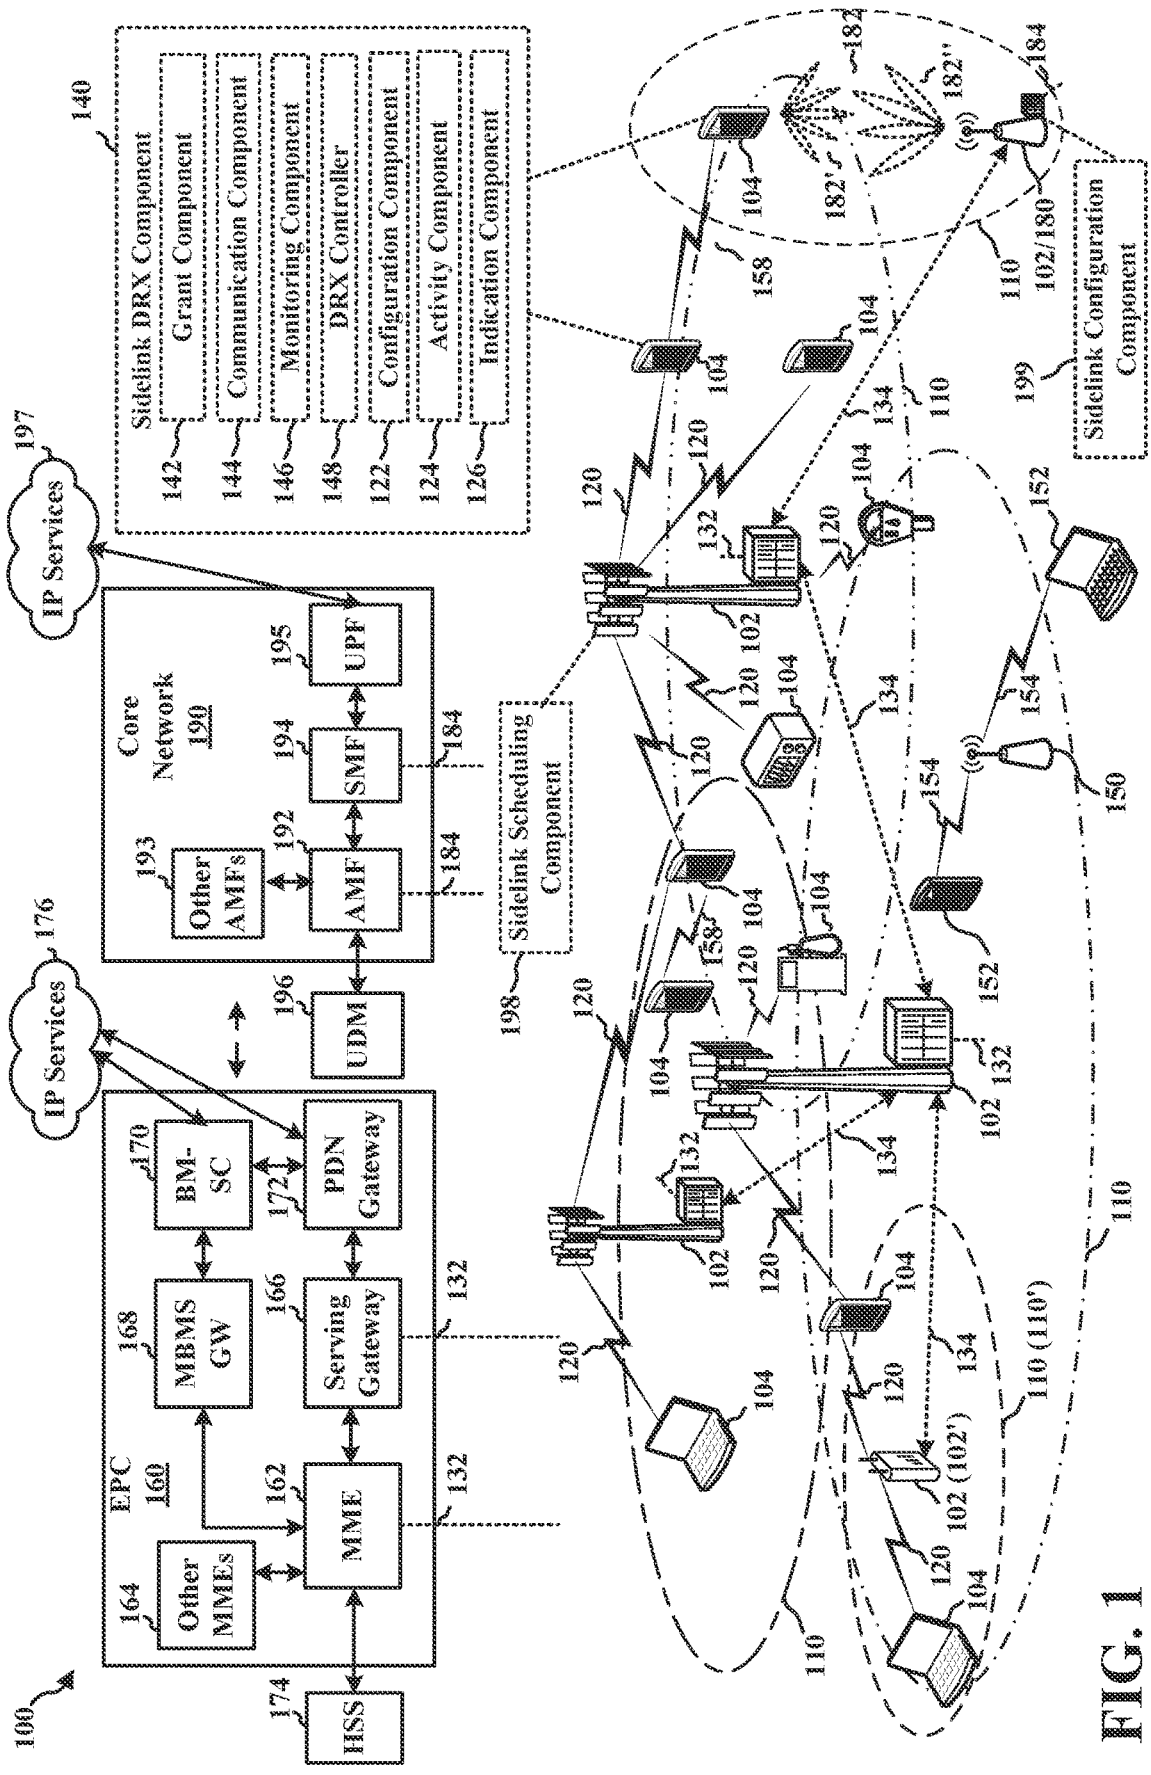 100
EPC
160
Other
MMEs
164
MME
162
HSS
174
MBMS
GW
168
Serving
Gateway
166
BM-
SC
170
PDN
Gateway
172
132
132
IP Services
176
UDM
196
Core
Network
190
Other
AMFs
193
AMF
192
SMF
194
UPF
195
184
184
IP Services
197
140
Sidelink DRX Component
142
Grant Component
144
Communication Component
146
Monitoring Component
148
DRX Controller
122
Configuration Component
124
Activity Component
126
Indication Component
198
Sidelink Scheduling
Component
199
Sidelink Configuration
Component
120
104
110
120
102
132
120
134
104
158
104
120
104
102
132
120
120
104
120
102
132
120
120
104
134
104
158
104
182
182'
182''
184
102/180
110
110
134
134
104
120
104
120
102 (102')
120
104
134
110 (110')
110
152
154
150
154
152
FIG. 1